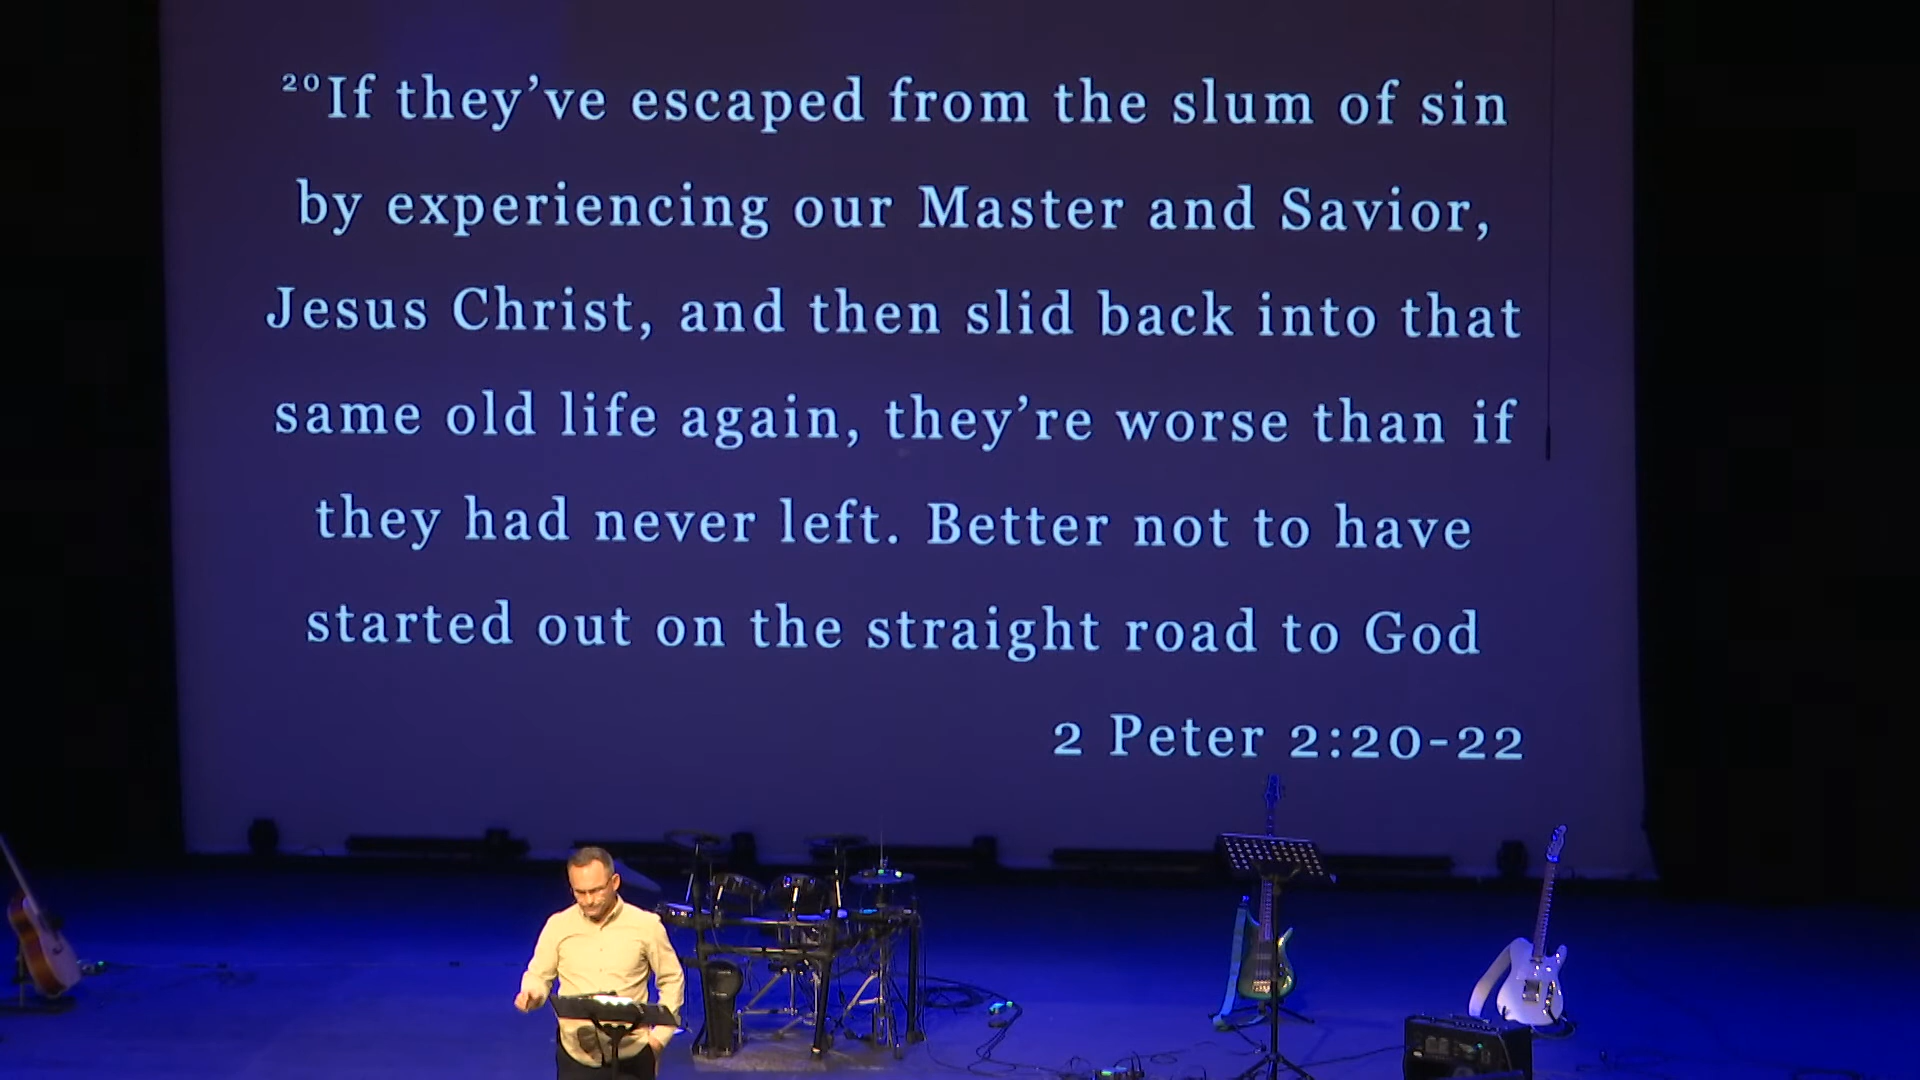 ²⁰If they’ve escaped from the slum of sin
by experiencing our Master and Savior,
Jesus Christ, and then slid back into that
same old life again, they’re worse than if
they had never left. Better not to have
started out on the straight road to God
2 Peter 2:20-22